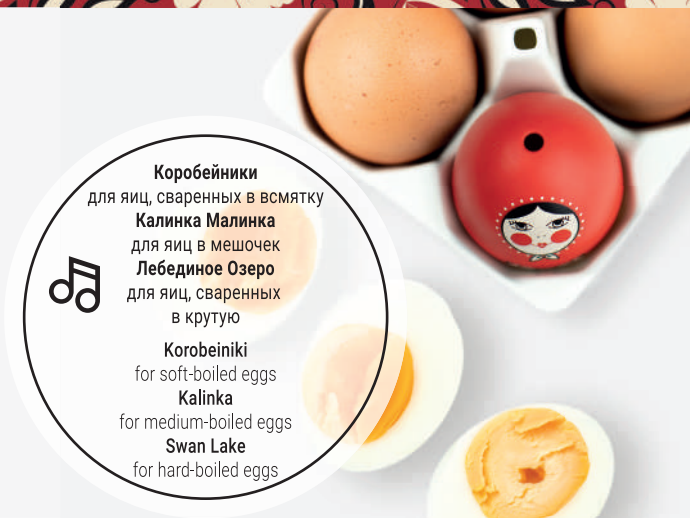 Коробейники
для яиц, сваренных в всмятку
Калинка Малинка
для яиц в мешочек
Лебединое Озеро
для яиц, сваренных
в крутую
Korobeiniki
for soft-boiled eggs
Kalinka
for medium-boiled eggs
Swan Lake
for hard-boiled eggs